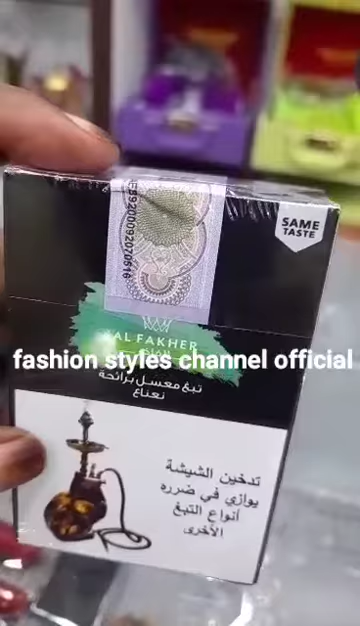 SAME
TASTE
AL FAKHER
fashion styles channel official
تبغ معسل برائحة
نعناع
تدخين الشيشة
يوازي في ضرره
أنواع التبغ
الأخرى